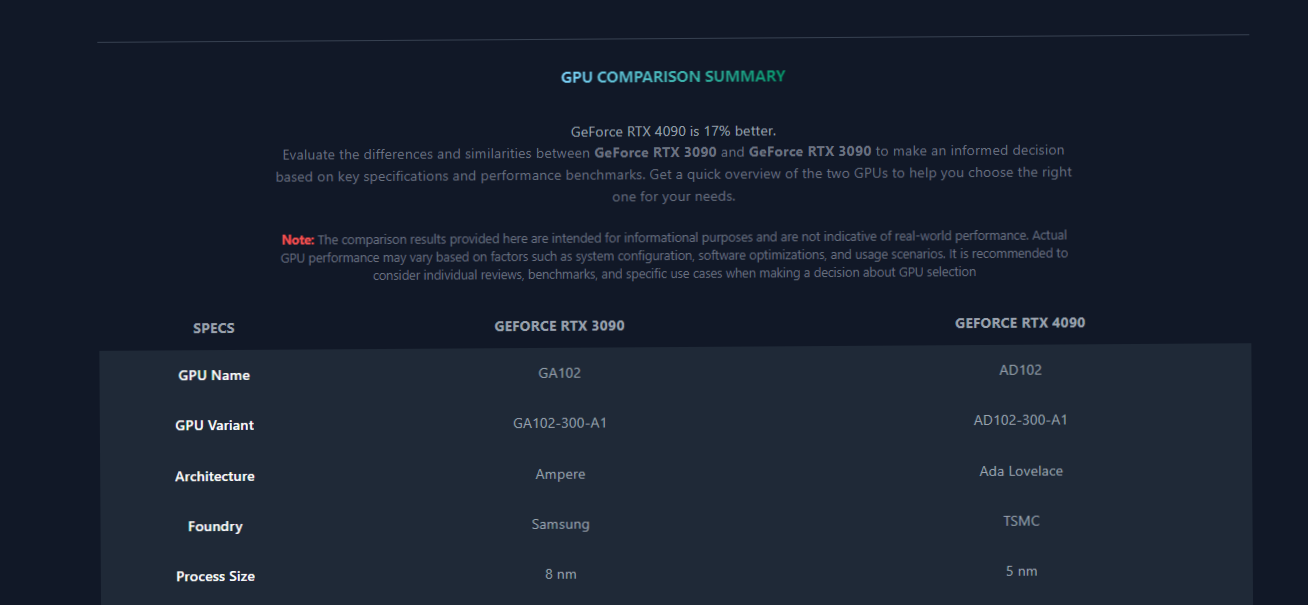 GPU COMPARISON SUMMARY
GeForce RTX 4090 is 17% better.
Evaluate the differences and similarities between GeForce RTX 3090 and GeForce RTX 3090 to make an informed decision
based on key specifications and performance benchmarks. Get a quick overview of the two GPUs to help you choose the right
one for your needs.
Note: The comparison results provided here are intended for informational purposes and are not indicative of real-world performance. Actual
GPU performance may vary based on factors such as system configuration, software optimizations, and usage scenarios. It is recommended to
consider individual reviews, benchmarks, and specific use cases when making a decision about GPU selection
SPECS GEFORCE RTX 3090 GEFORCE RTX 4090
GPU Name GA102 AD102
GPU Variant GA102-300-A1 AD102-300-A1
Architecture Ampere Ada Lovelace
Foundry Samsung TSMC
Process Size 8 nm 5 nm